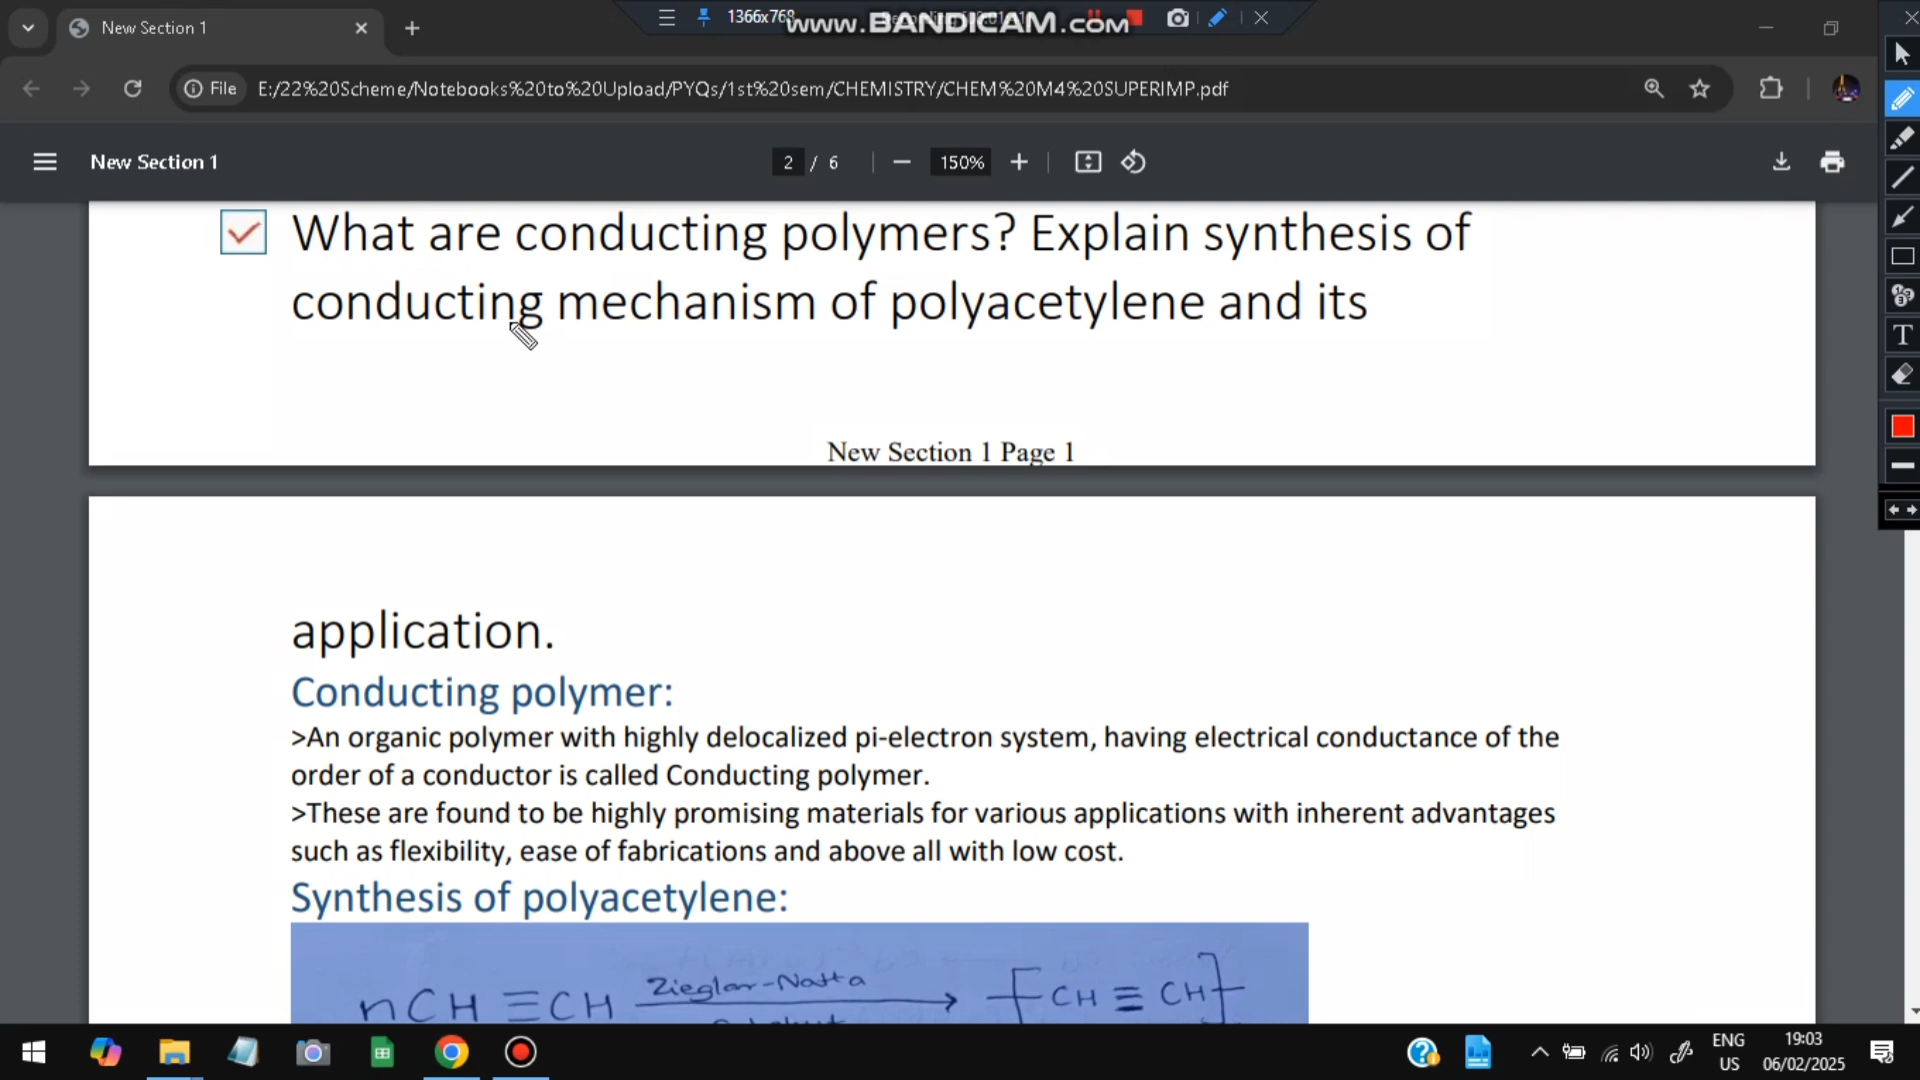 New Section 1
1366x768
www.BANDICAM.com
File
E:/22%20Scheme/Notebooks%20to%20Upload/PYQs/1st%20sem/CHEMISTRY/CHEM%20M4%20SUPERIMP.pdf
New Section 1
2 / 6
150%
What are conducting polymers? Explain synthesis of
conducting mechanism of polyacetylene and its
New Section 1 Page 1
application.
Conducting polymer:
>An organic polymer with highly delocalized pi-electron system, having electrical conductance of the
order of a conductor is called Conducting polymer.
>These are found to be highly promising materials for various applications with inherent advantages
such as flexibility, ease of fabrications and above all with low cost.
Synthesis of polyacetylene:
Zieglar-Natta
nCH ≡CH
CH ≡ CH
ENG
US
19:03
06/02/2025